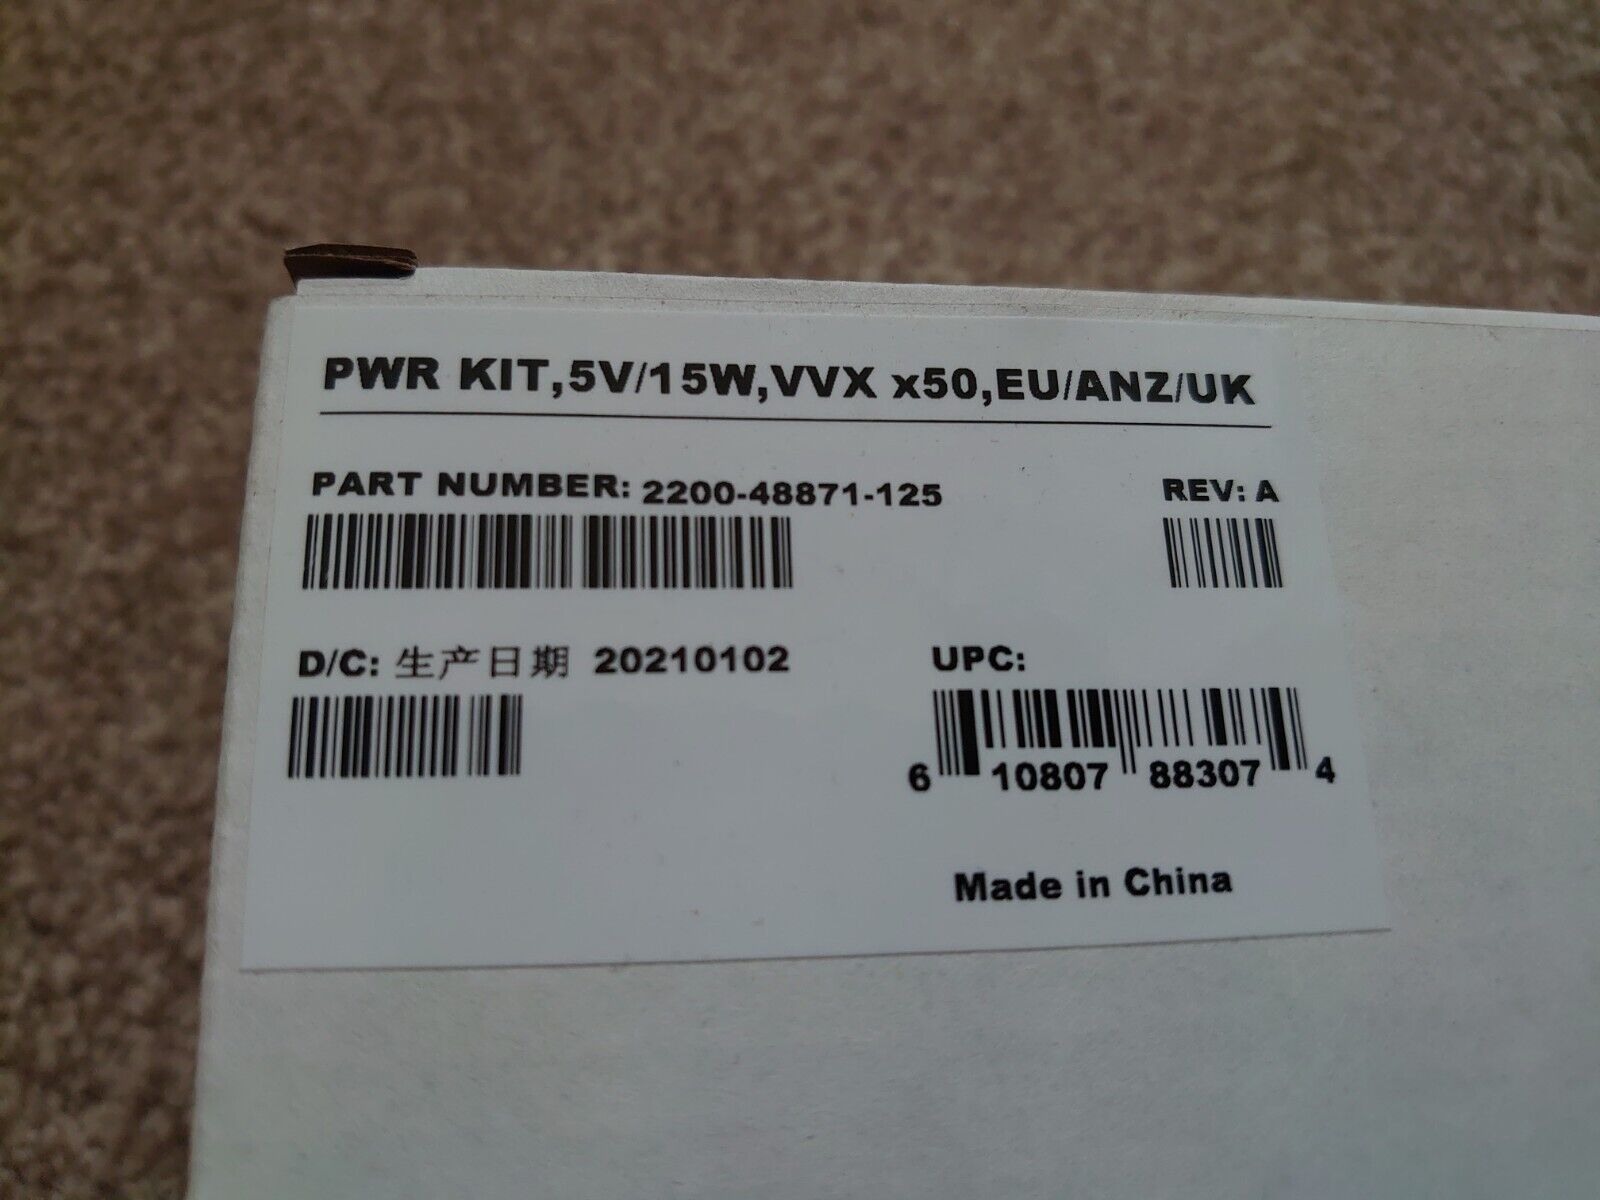 PWR KIT,5V/15W,VVX x50,EU/ANZ/UK
PART NUMBER: 2200-48871-125
REV: A
D/C: 生产日期 20210102
UPC:
6 10807 88307 4
Made in China